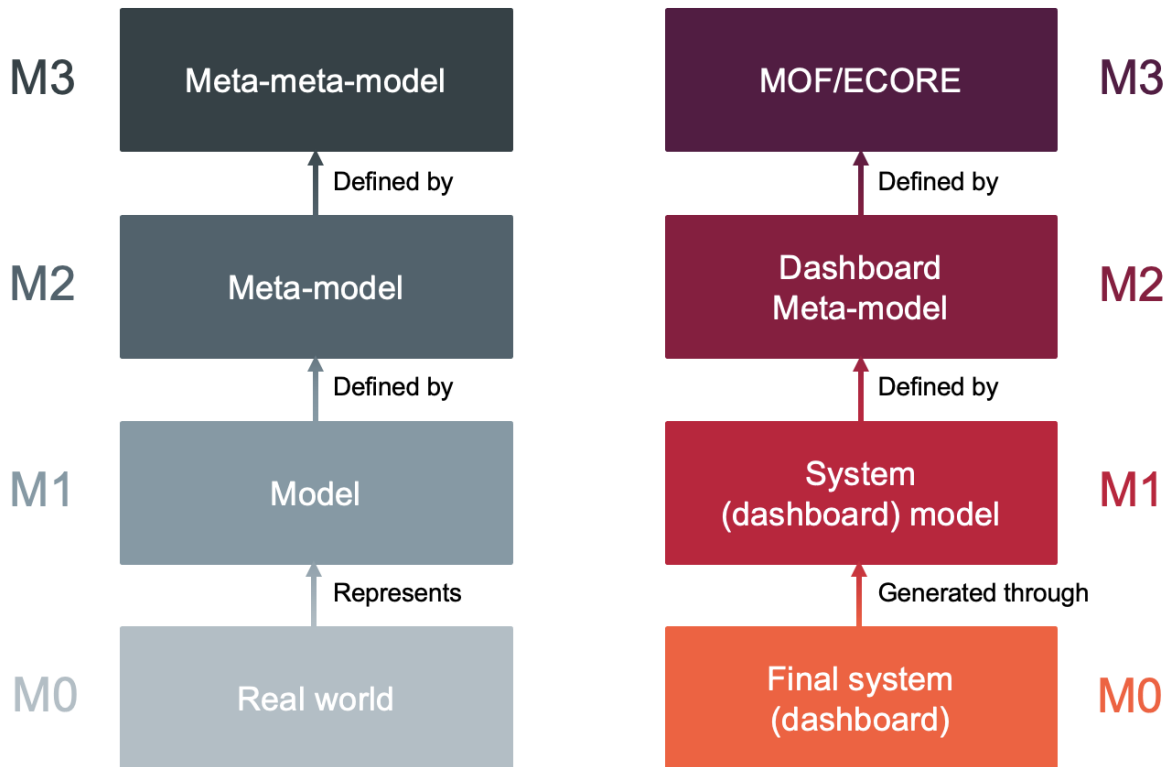 M3
Meta-meta-model
MOF/ECORE
M3
Defined by
Defined by
M2
Meta-model
Dashboard
Meta-model
M2
Defined by
Defined by
M1
Model
System
(dashboard) model
M1
Represents
Generated through
M0
Real world
Final system
(dashboard)
M0